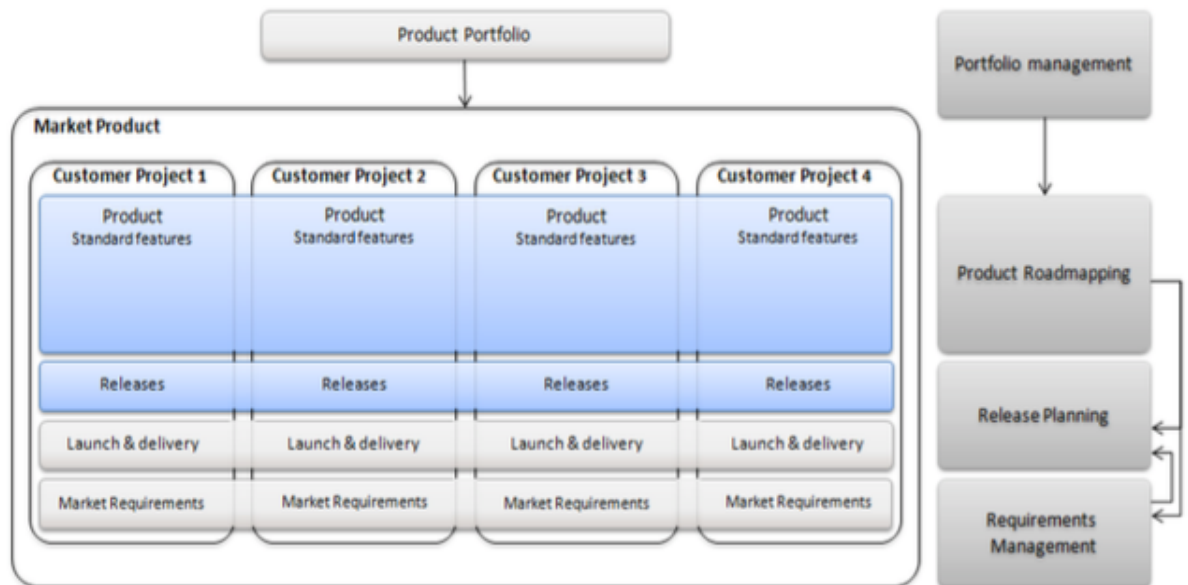 Product Portfolio
Portfolio management
Market Product
Customer Project 1
Customer Project 2
Customer Project 3
Customer Project 4
Product
Standard features
Product
Standard features
Product
Standard features
Product
Standard features
Product Roadmapping
Releases
Releases
Releases
Releases
Release Planning
Launch & delivery
Launch & delivery
Launch & delivery
Launch & delivery
Market Requirements
Market Requirements
Market Requirements
Market Requirements
Requirements
Management